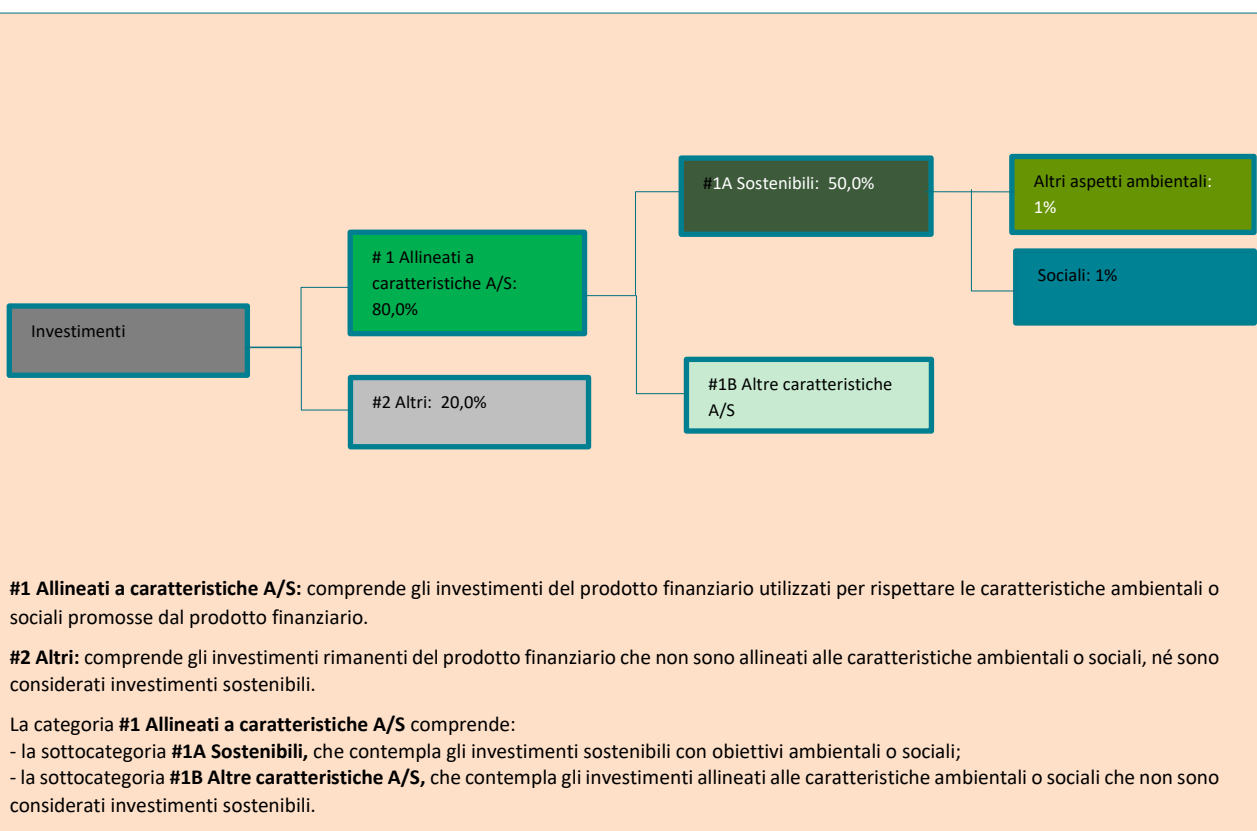 #1A Sostenibili: 50,0%
Altri aspetti ambientali:
1%
# 1 Allineati a
caratteristiche A/S:
80,0%
Sociali: 1%
Investimenti
#2 Altri: 20,0%
#1B Altre caratteristiche
A/S
#1 Allineati a caratteristiche A/S: comprende gli investimenti del prodotto finanziario utilizzati per rispettare le caratteristiche ambientali o
sociali promosse dal prodotto finanziario.
#2 Altri: comprende gli investimenti rimanenti del prodotto finanziario che non sono allineati alle caratteristiche ambientali o sociali, né sono
considerati investimenti sostenibili.
La categoria #1 Allineati a caratteristiche A/S comprende:
- la sottocategoria #1A Sostenibili, che contempla gli investimenti sostenibili con obiettivi ambientali o sociali;
- la sottocategoria #1B Altre caratteristiche A/S, che contempla gli investimenti allineati alle caratteristiche ambientali o sociali che non sono
considerati investimenti sostenibili.